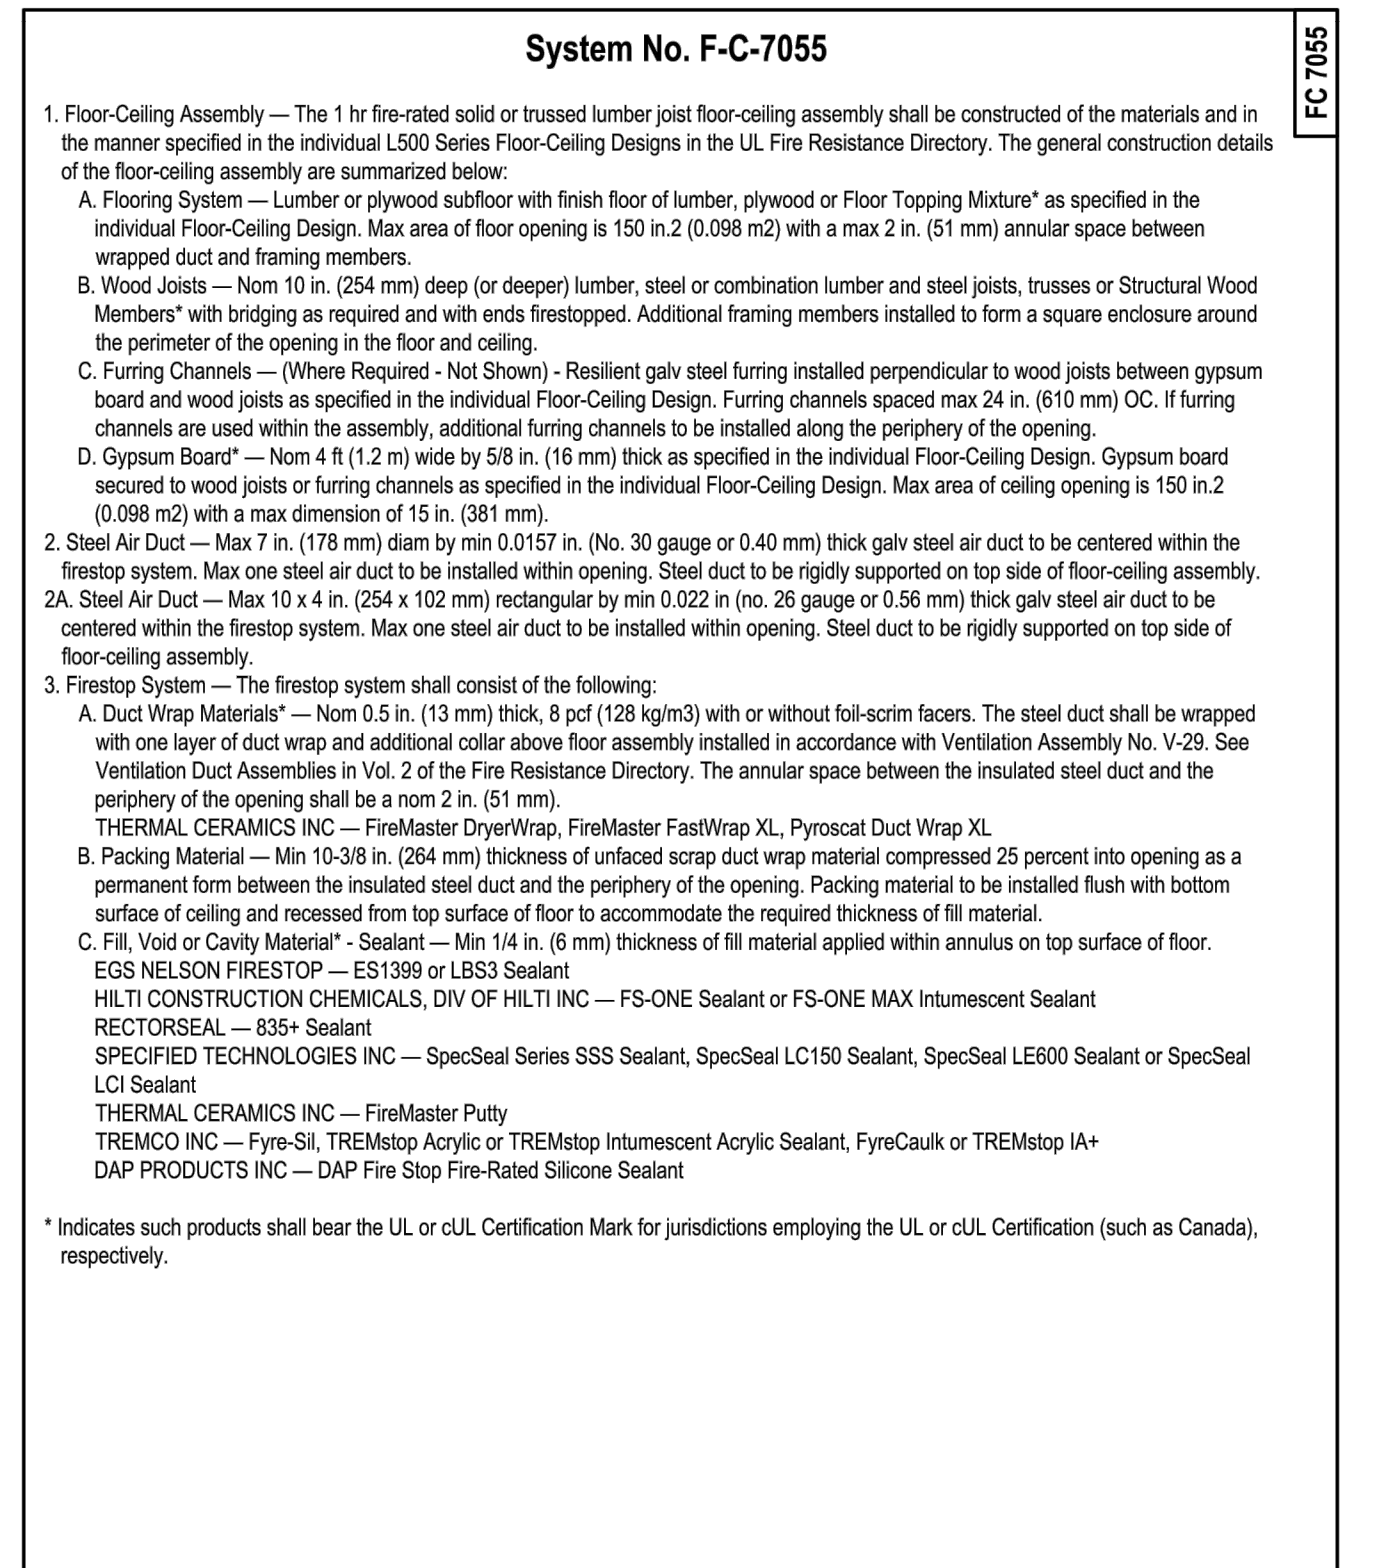 System No. F-C-7055
FC 7055
1. Floor-Ceiling Assembly — The 1 hr fire-rated solid or trussed lumber joist floor-ceiling assembly shall be constructed of the materials and in
the manner specified in the individual L500 Series Floor-Ceiling Designs in the UL Fire Resistance Directory. The general construction details
of the floor-ceiling assembly are summarized below:
A. Flooring System — Lumber or plywood subfloor with finish floor of lumber, plywood or Floor Topping Mixture* as specified in the
individual Floor-Ceiling Design. Max area of floor opening is 150 in.2 (0.098 m2) with a max 2 in. (51 mm) annular space between
wrapped duct and framing members.
B. Wood Joists — Nom 10 in. (254 mm) deep (or deeper) lumber, steel or combination lumber and steel joists, trusses or Structural Wood
Members* with bridging as required and with ends firestopped. Additional framing members installed to form a square enclosure around
the perimeter of the opening in the floor and ceiling.
C. Furring Channels — (Where Required - Not Shown) - Resilient galv steel furring installed perpendicular to wood joists between gypsum
board and wood joists as specified in the individual Floor-Ceiling Design. Furring channels spaced max 24 in. (610 mm) OC. If furring
channels are used within the assembly, additional furring channels to be installed along the periphery of the opening.
D. Gypsum Board* — Nom 4 ft (1.2 m) wide by 5/8 in. (16 mm) thick as specified in the individual Floor-Ceiling Design. Gypsum board
secured to wood joists or furring channels as specified in the individual Floor-Ceiling Design. Max area of ceiling opening is 150 in.2
(0.098 m2) with a max dimension of 15 in. (381 mm).
2. Steel Air Duct — Max 7 in. (178 mm) diam by min 0.0157 in. (No. 30 gauge or 0.40 mm) thick galv steel air duct to be centered within the
firestop system. Max one steel air duct to be installed within opening. Steel duct to be rigidly supported on top side of floor-ceiling assembly.
2A. Steel Air Duct — Max 10 x 4 in. (254 x 102 mm) rectangular by min 0.022 in (no. 26 gauge or 0.56 mm) thick galv steel air duct to be
centered within the firestop system. Max one steel air duct to be installed within opening. Steel duct to be rigidly supported on top side of
floor-ceiling assembly.
3. Firestop System — The firestop system shall consist of the following:
A. Duct Wrap Materials* — Nom 0.5 in. (13 mm) thick, 8 pcf (128 kg/m3) with or without foil-scrim facers. The steel duct shall be wrapped
with one layer of duct wrap and additional collar above floor assembly installed in accordance with Ventilation Assembly No. V-29. See
Ventilation Duct Assemblies in Vol. 2 of the Fire Resistance Directory. The annular space between the insulated steel duct and the
periphery of the opening shall be a nom 2 in. (51 mm).
THERMAL CERAMICS INC — FireMaster DryerWrap, FireMaster FastWrap XL, Pyroscat Duct Wrap XL
B. Packing Material — Min 10-3/8 in. (264 mm) thickness of unfaced scrap duct wrap material compressed 25 percent into opening as a
permanent form between the insulated steel duct and the periphery of the opening. Packing material to be installed flush with bottom
surface of ceiling and recessed from top surface of floor to accommodate the required thickness of fill material.
C. Fill, Void or Cavity Material* - Sealant — Min 1/4 in. (6 mm) thickness of fill material applied within annulus on top surface of floor.
EGS NELSON FIRESTOP — ES1399 or LBS3 Sealant
HILTI CONSTRUCTION CHEMICALS, DIV OF HILTI INC — FS-ONE Sealant or FS-ONE MAX Intumescent Sealant
RECTORSEAL — 835+ Sealant
SPECIFIED TECHNOLOGIES INC — SpecSeal Series SSS Sealant, SpecSeal LC150 Sealant, SpecSeal LE600 Sealant or SpecSeal
LCI Sealant
THERMAL CERAMICS INC — FireMaster Putty
TREMCO INC — Fyre-Sil, TREMstop Acrylic or TREMstop Intumescent Acrylic Sealant, FyreCaulk or TREMstop IA+
DAP PRODUCTS INC — DAP Fire Stop Fire-Rated Silicone Sealant
* Indicates such products shall bear the UL or cUL Certification Mark for jurisdictions employing the UL or cUL Certification (such as Canada),
respectively.